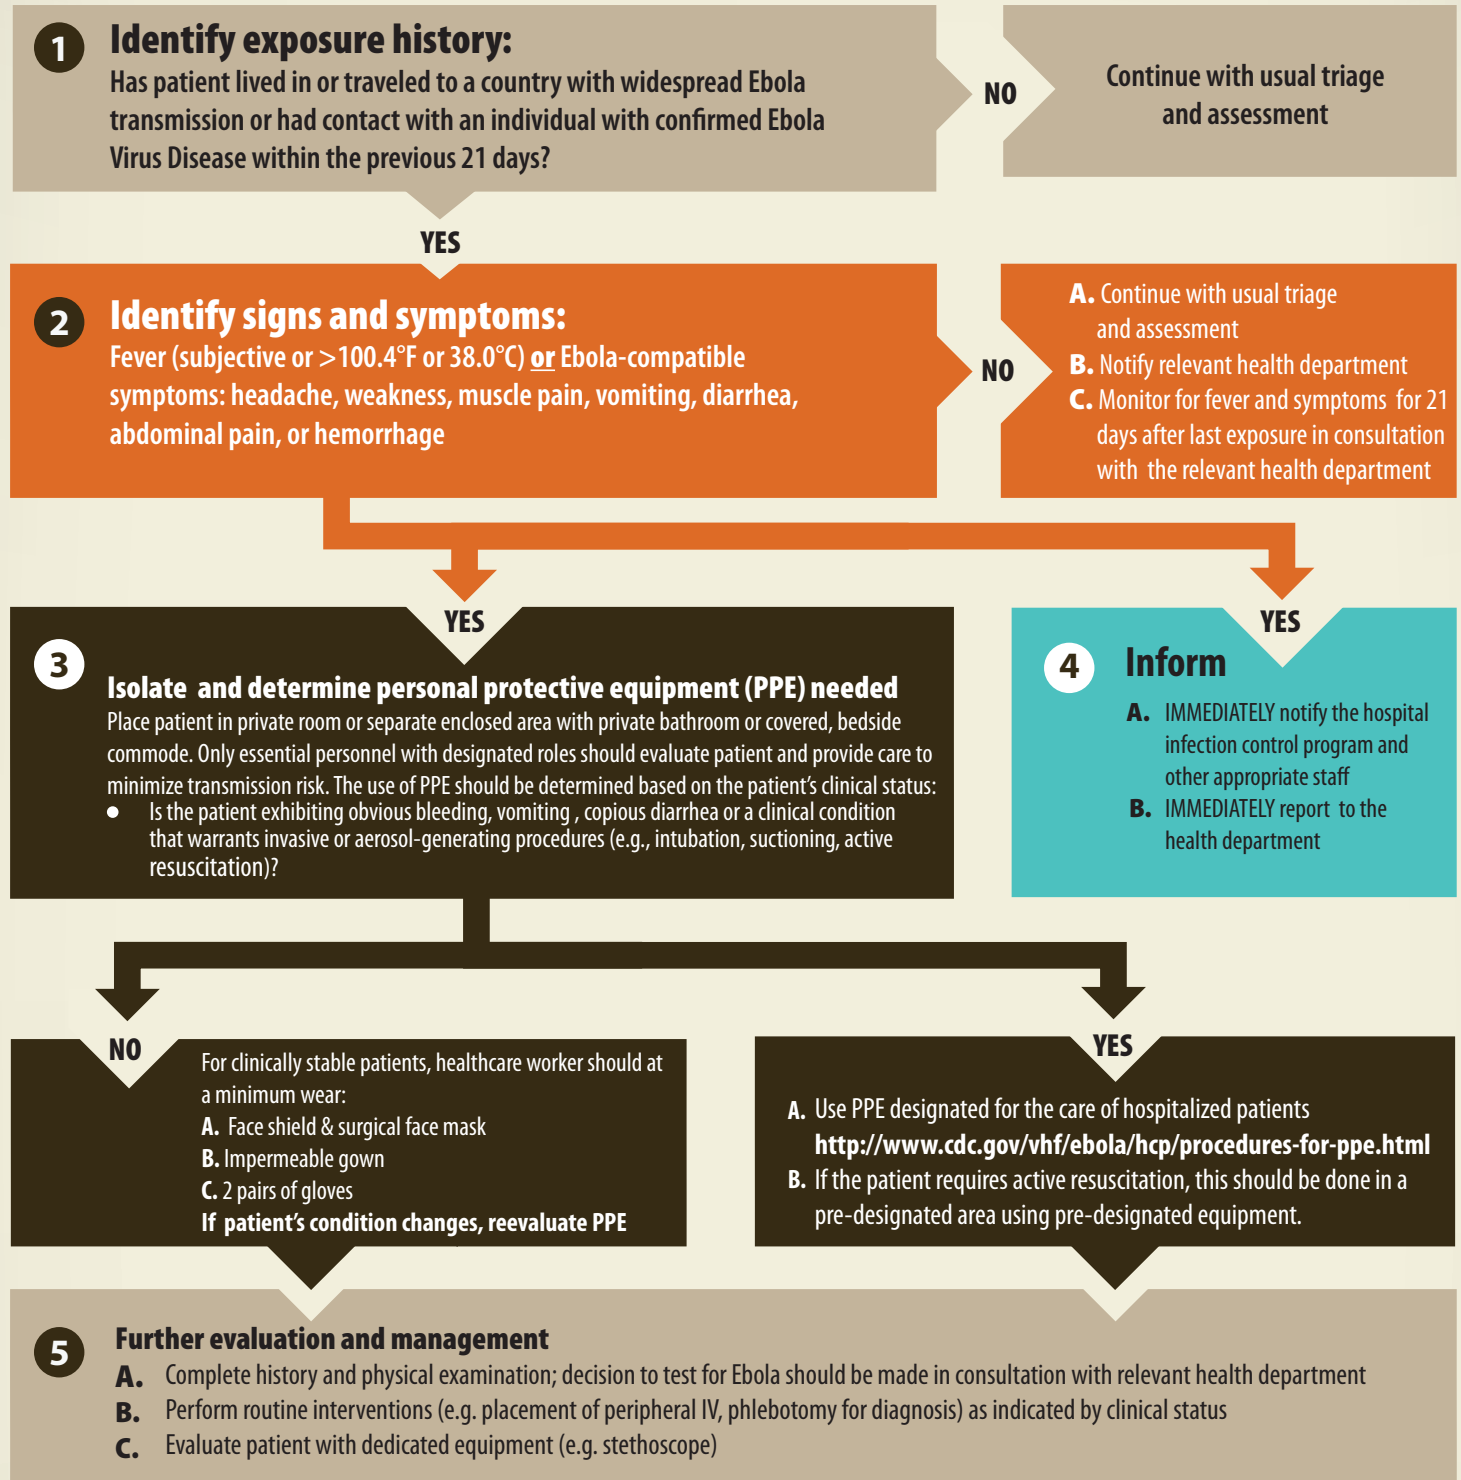 1 Identify exposure history:
Has patient lived in or traveled to a country with widespread Ebola
transmission or had contact with an individual with confirmed Ebola
Virus Disease within the previous 21 days?
NO
Continue with usual triage
and assessment
YES
2 Identify signs and symptoms:
Fever (subjective or >100.4°F or 38.0°C) or Ebola-compatible
symptoms: headache, weakness, muscle pain, vomiting, diarrhea,
abdominal pain, or hemorrhage
NO
A. Continue with usual triage
and assessment
B. Notify relevant health department
C. Monitor for fever and symptoms for 21
days after last exposure in consultation
with the relevant health department
YES
3
Isolate and determine personal protective equipment (PPE) needed
Place patient in private room or separate enclosed area with private bathroom or covered, bedside
commode. Only essential personnel with designated roles should evaluate patient and provide care to
minimize transmission risk. The use of PPE should be determined based on the patient's clinical status:
● Is the patient exhibiting obvious bleeding, vomiting , copious diarrhea or a clinical condition
that warrants invasive or aerosol-generating procedures (e.g., intubation, suctioning, active
resuscitation)?
YES
4 Inform
A. IMMEDIATELY notify the hospital
infection control program and
other appropriate staff
B. IMMEDIATELY report to the
health department
NO
For clinically stable patients, healthcare worker should at
a minimum wear:
A. Face shield & surgical face mask
B. Impermeable gown
C. 2 pairs of gloves
If patient's condition changes, reevaluate PPE
YES
A. Use PPE designated for the care of hospitalized patients
http://www.cdc.gov/vhf/ebola/hcp/procedures-for-ppe.html
B. If the patient requires active resuscitation, this should be done in a
pre-designated area using pre-designated equipment.
5 Further evaluation and management
A. Complete history and physical examination; decision to test for Ebola should be made in consultation with relevant health department
B. Perform routine interventions (e.g. placement of peripheral IV, phlebotomy for diagnosis) as indicated by clinical status
C. Evaluate patient with dedicated equipment (e.g. stethoscope)